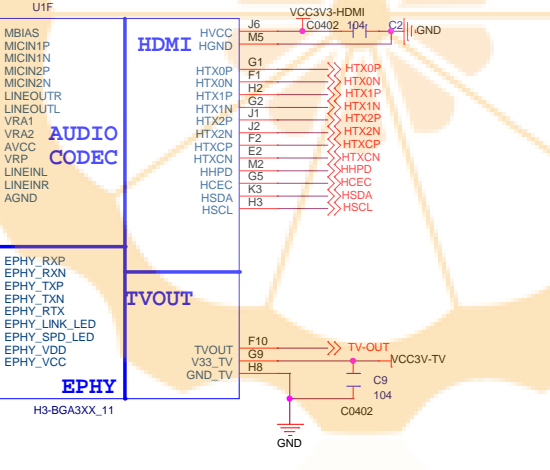 U1F
VCC3V3-HDMI
MBIAS
MICIN1P
MICIN1N
MICIN2P
MICIN2N
LINEOUTR
LINEOUTL
VRA1
VRA2
AVCC
VRP
LINEINL
LINEINR
AGND
AUDIO
CODEC
HDMI
HVCC J6 C0402 104 C2 GND
HGND M5
HTX0P G1 HTX0P
HTX0N F1 HTX0N
HTX1P H2 HTX1P
HTX1N G2 HTX1N
HTX2P J1 HTX2P
HTX2N J2 HTX2N
HTXCP F2 HTXCP
HTXCN E2 HTXCN
HHPD M2 HHPD
HCEC G5 HCEC
HSDA K3 HSDA
HSCL H3 HSCL
EPHY_RXP
EPHY_RXN
EPHY_TXP
EPHY_TXN
EPHY_RTX
EPHY_LINK_LED
EPHY_SPD_LED
EPHY_VDD
EPHY_VCC
EPHY
TVOUT
TVOUT F10 TV-OUT
V33_TV G9 VCC3V-TV
GND_TV H8
C9
104
C0402
H3-BGA3XX_11
GND